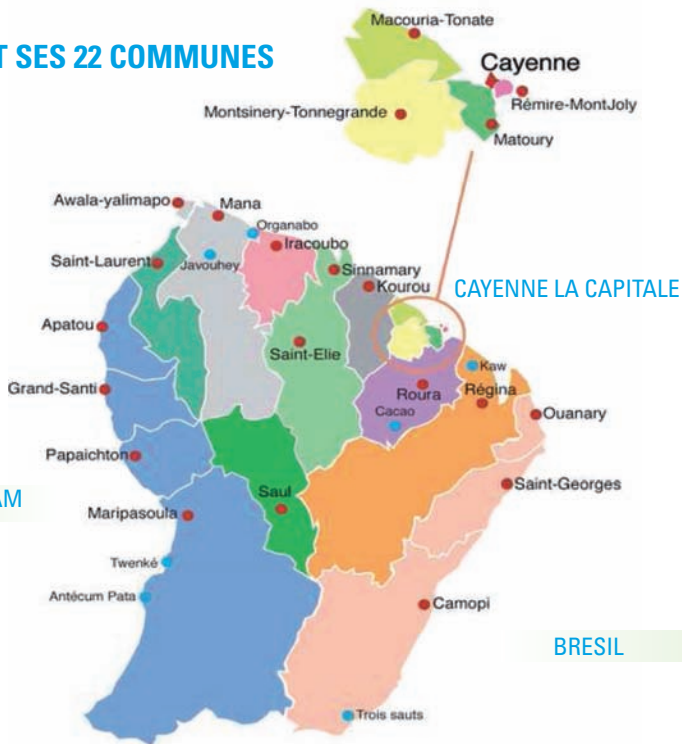 T SES 22 COMMUNES
Macouria-Tonate
Cayenne
Montsinery-Tonnegrande
Rémire-MontJoly
Matoury
Awala-yalimapo
Mana
Organabo
Iracoubo
Saint-Laurent
Javouhey
Sinnamary
Kourou
CAYENNE LA CAPITALE
Apatou
Saint-Elie
Kaw
Grand-Santi
Roura
Régina
Cacao
Ouanary
Papaichton
Saint-Georges
AM
Maripasoula
Saul
Twenké
Antécum Pata
Camopi
BRESIL
Trois sauts